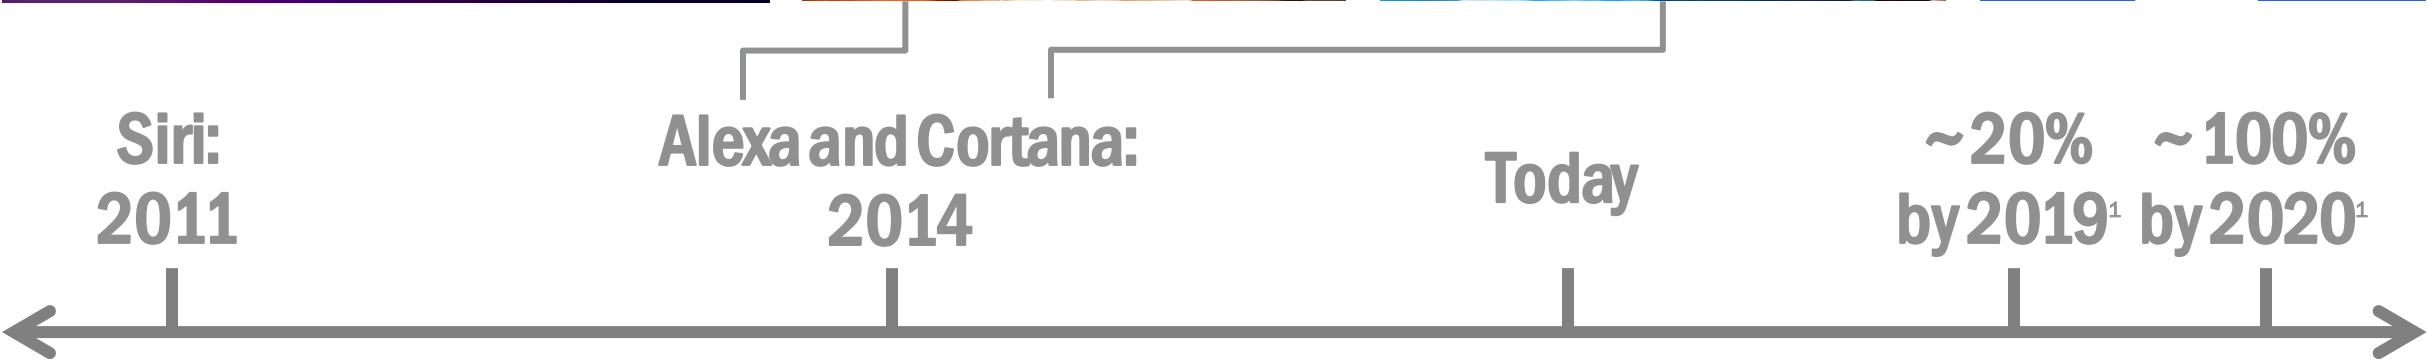 Siri:
2011
Alexa and Cortana:
2014
Today
~20%
by 2019¹
~100%
by 2020¹